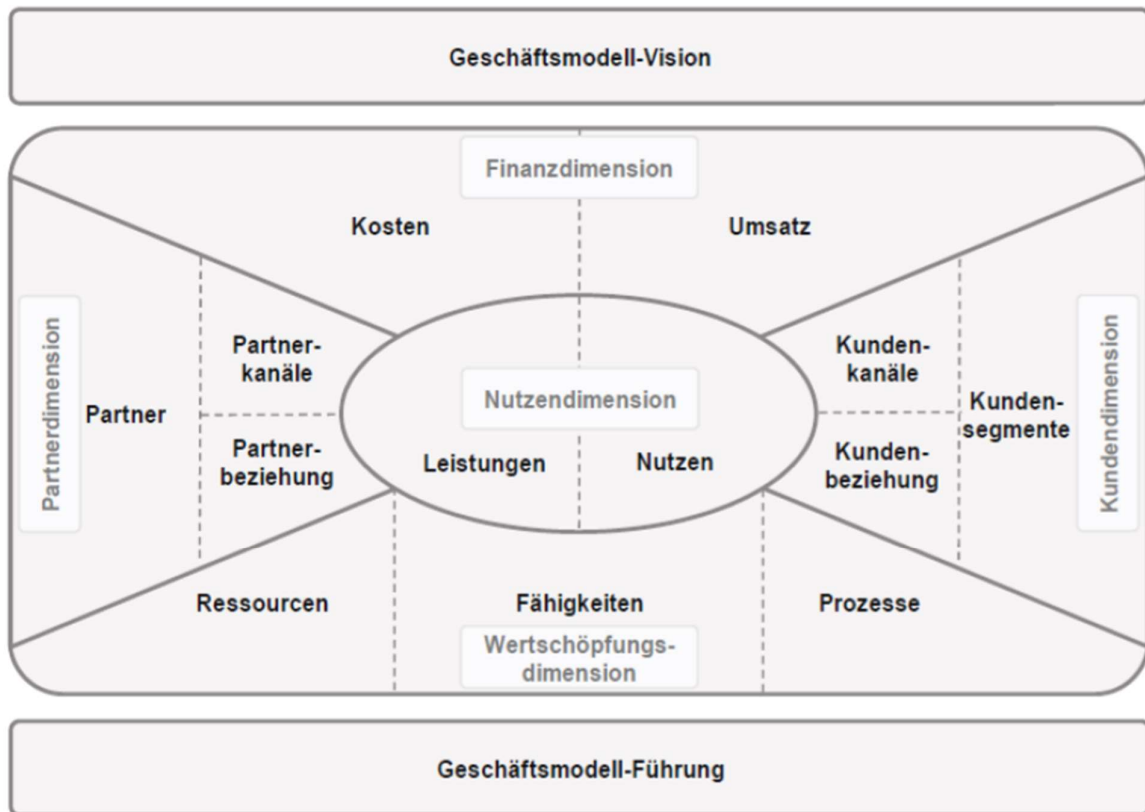 Geschäftsmodell-Vision
Finanzdimension
Kosten
Umsatz
Partnerdimension
Partner
Partner-
kanäle
Partner-
beziehung
Nutzendimension
Leistungen
Nutzen
Kunden-
kanäle
Kunden-
beziehung
Kunden-
segmente
Kundendimension
Ressourcen
Fähigkeiten
Prozesse
Wertschöpfungs-
dimension
Geschäftsmodell-Führung